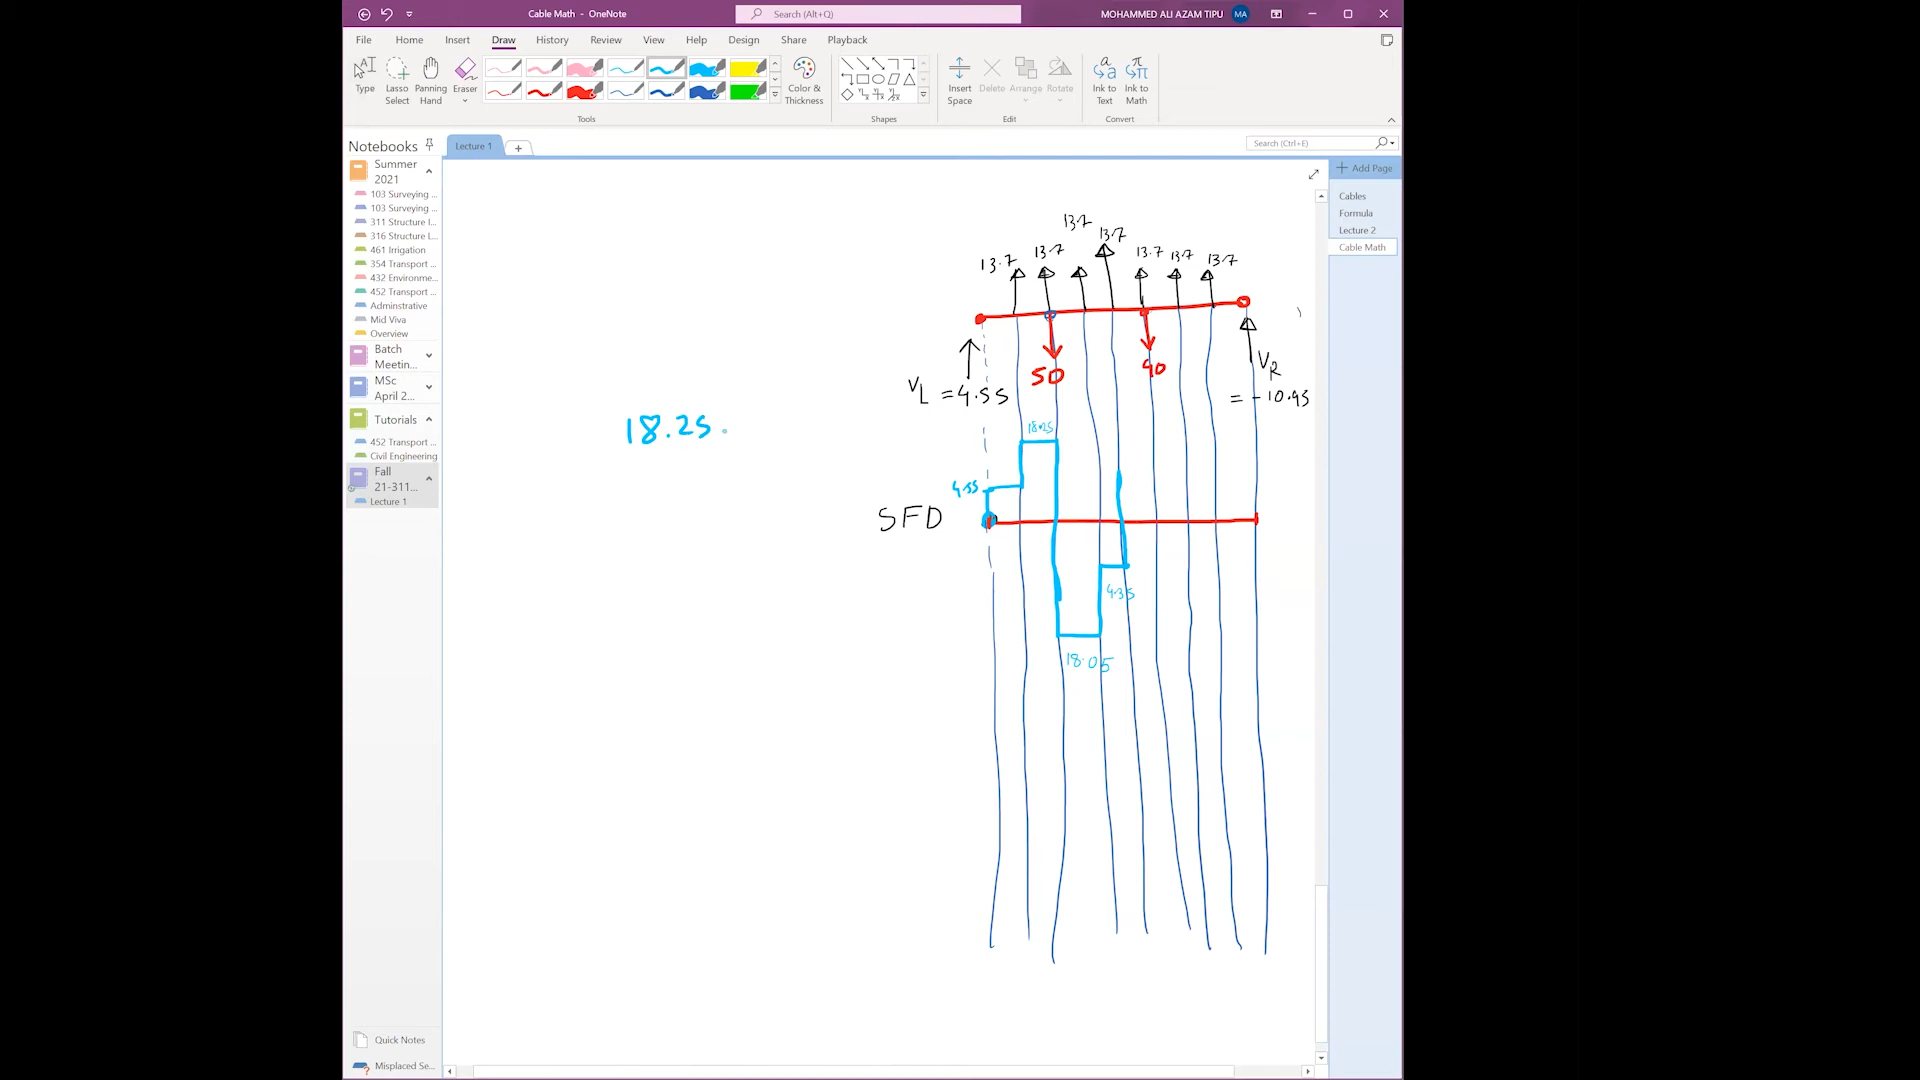 Cable Math - OneNote
Search (Alt+Q)
MOHAMMED ALI AZAM TIPU
MA
File Home Insert Draw History Review View Help Design Share Playback
Type
Lasso Select
Panning Hand
Eraser
Color & Thickness
Insert Space
Delete
Arrange
Rotate
Ink to Text
Ink to Math
Tools
Shapes
Edit
Convert
Notebooks
Lecture 1
Search (Ctrl+E)
Summer 2021
103 Surveying ...
103 Surveying ...
311 Structure I...
316 Structure L...
461 Irrigation
354 Transport ...
432 Environme...
452 Transport ...
Adminstrative
Mid Viva
Overview
Batch Meetin...
MSc April 2...
Tutorials
452 Transport ...
Civil Engineering
Fall 21-311...
Lecture 1
Quick Notes
Misplaced Se...
Add Page
Cables
Formula
Lecture 2
Cable Math
13.7
13.7
13.7
13.7
13.7
13.7
13.7
50
40
VL = 4.55
VR = -10.45
18.25
18.25
4.55
SFD
4.35
18.05